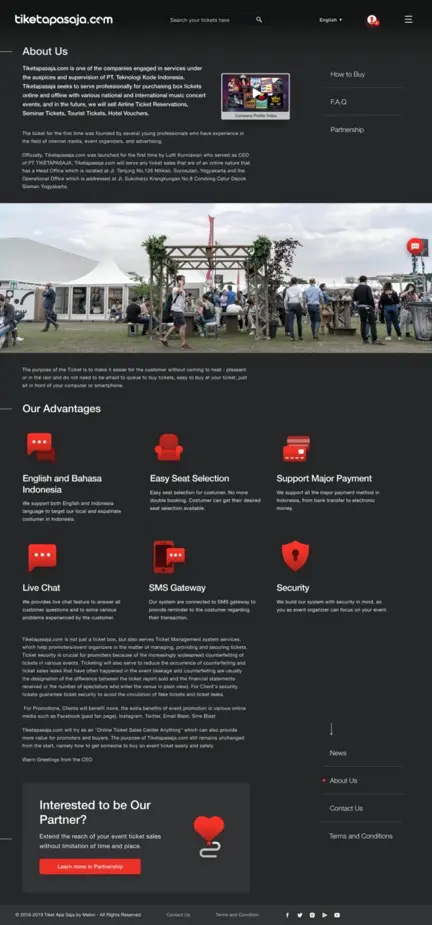 tiketapasaja.com
Search your tickets here
English
About Us
Tiketapasaja.com is one of the companies engaged in services under
the auspices and supervision of PT. Teknologi Kode Indonesia.
Tiketapasaja seeks to serve professionally for purchasing box tickets
online and offline with various national and international music concert
events, and in the future, we will sell Airline Ticket Reservations,
Seminar Tickets, Tourist Tickets, Hotel Vouchers.
Company Profile Video
How to Buy
F.A.Q
Partnership
The ticket for the first time was founded by several young professionals who have experience in
the field of internet media, event organizers, and advertising.
Officially, Tiketapasaja.com was launched for the first time by Lutfi Kurniawan who served as CEO
of PT.TIKETAPASAJA, Tiketapasaja.com will serve any ticket sales that are of an online nature that
has a Head Office which is located at Jl. Tanjung No.126 Nitikan, Sorosutan, Yogyakarta and the
Operational Office which is addressed at Jl. Sukoharjo Krangkungan No.8 Condong Catur Depok
Sleman Yogyakarta.
The purpose of the Ticket is to make it easier for the customer without coming to heat - pleasant
or in the rain and do not need to be afraid to queue to buy tickets, easy to buy at your ticket, just
sit in front of your computer or smartphone.
Our Advantages
English and Bahasa
Indonesia
We support both English and Indonesia
language to target our local and expatriate
costumer in Indonesia.
Easy Seat Selection
Easy seat selection for costumer. No more
double booking. Costumer can get their desired
seat selection available.
Support Major Payment
We support all the major payment method in
Indonesia, from bank transfer to electronic
money.
Live Chat
We provides live chat feature to answer all
customer questions and to solve various
problems experienced by the customer.
SMS Gateway
Our system are connected to SMS gateway to
provide reminder to the costumer regarding
their transaction.
Security
We build our system with security in mind, so
you as event organizer can focus on your event.
Tiketapasaja.com is not just a ticket box, but also serves Ticket Management system services,
which help promoters/event organizers in the matter of managing, providing and securing tickets.
Ticket security is crucial for promoters because of the increasingly widespread counterfeiting of
tickets in various events. Ticketing will also serve to reduce the occurrence of counterfeiting and
ticket sales leaks that have often happened in the event (leakage and counterfeiting are usually
the designation of the difference between the ticket report sold and the financial statements
received or the number of spectators who enter the venue in plain view). For Client's security,
tickets guarantee ticket security to avoid the circulation of fake tickets and ticket leaks.
For Promotions, Clients will benefit more, the extra benefits of event promotion in various online
media such as Facebook (paid fan page), Instagram, Twitter, Email Blast, Sms Blast
Tiketapasaja.com will try as an "Online Ticket Sales Center Anything" which can also provide
more value for promoters and buyers. The purpose of Tiketapasaja.com still remains unchanged
from the start, namely how to get someone to buy an event ticket easily and safely.
Warm Greetings from the CEO
News
About Us
Contact Us
Terms and Conditions
Interested to be Our
Partner?
Extend the reach of your event ticket sales
without limitation of time and place.
Learn more in Partnership
© 2016-2019 Tiket Apa Saja by Melon - All Rights Reserved
Contact Us
Terms and Condition